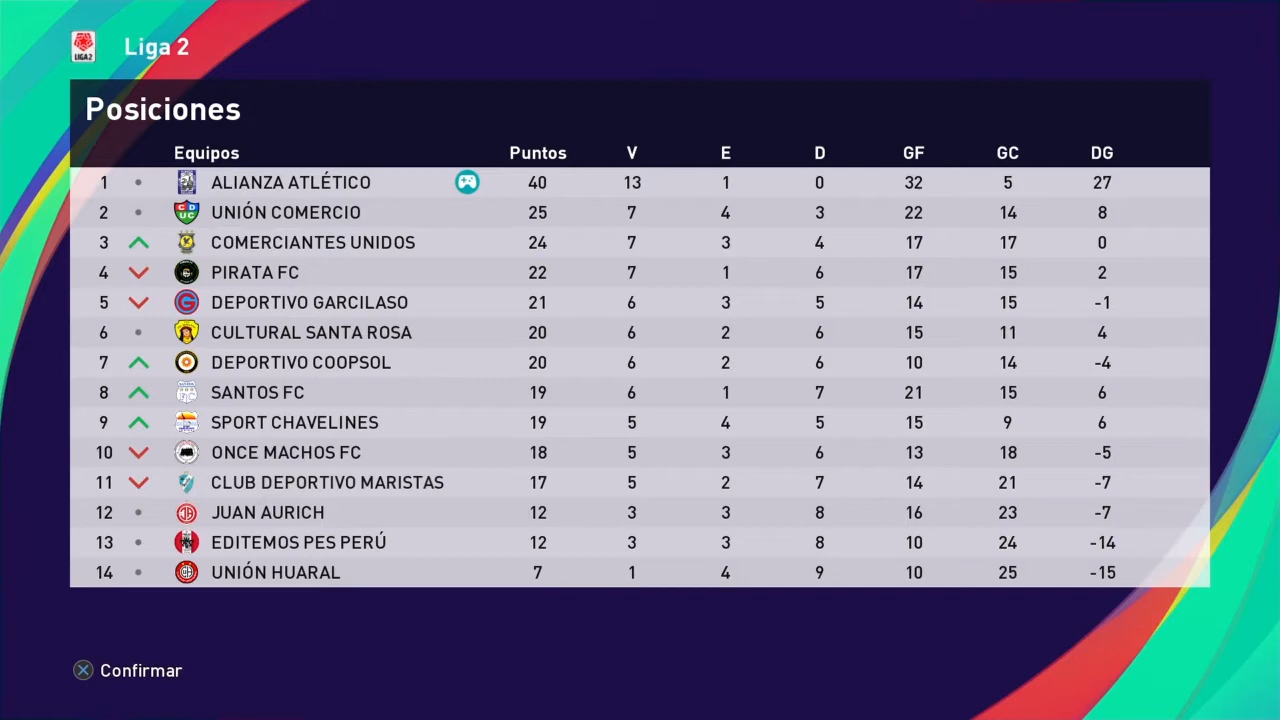 LIGA 2 Liga 2
Posiciones
Equipos Puntos V E D GF GC DG
1 ALIANZA ATLÉTICO 40 13 1 0 32 5 27
2 UNIÓN COMERCIO 25 7 4 3 22 14 8
3 COMERCIANTES UNIDOS 24 7 3 4 17 17 0
4 PIRATA FC 22 7 1 6 17 15 2
5 DEPORTIVO GARCILASO 21 6 3 5 14 15 -1
6 CULTURAL SANTA ROSA 20 6 2 6 15 11 4
7 DEPORTIVO COOPSOL 20 6 2 6 10 14 -4
8 SANTOS FC 19 6 1 7 21 15 6
9 SPORT CHAVELINES 19 5 4 5 15 9 6
10 ONCE MACHOS FC 18 5 3 6 13 18 -5
11 CLUB DEPORTIVO MARISTAS 17 5 2 7 14 21 -7
12 JUAN AURICH 12 3 3 8 16 23 -7
13 EDITEMOS PES PERÚ 12 3 3 8 10 24 -14
14 UNIÓN HUARAL 7 1 4 9 10 25 -15
Confirmar